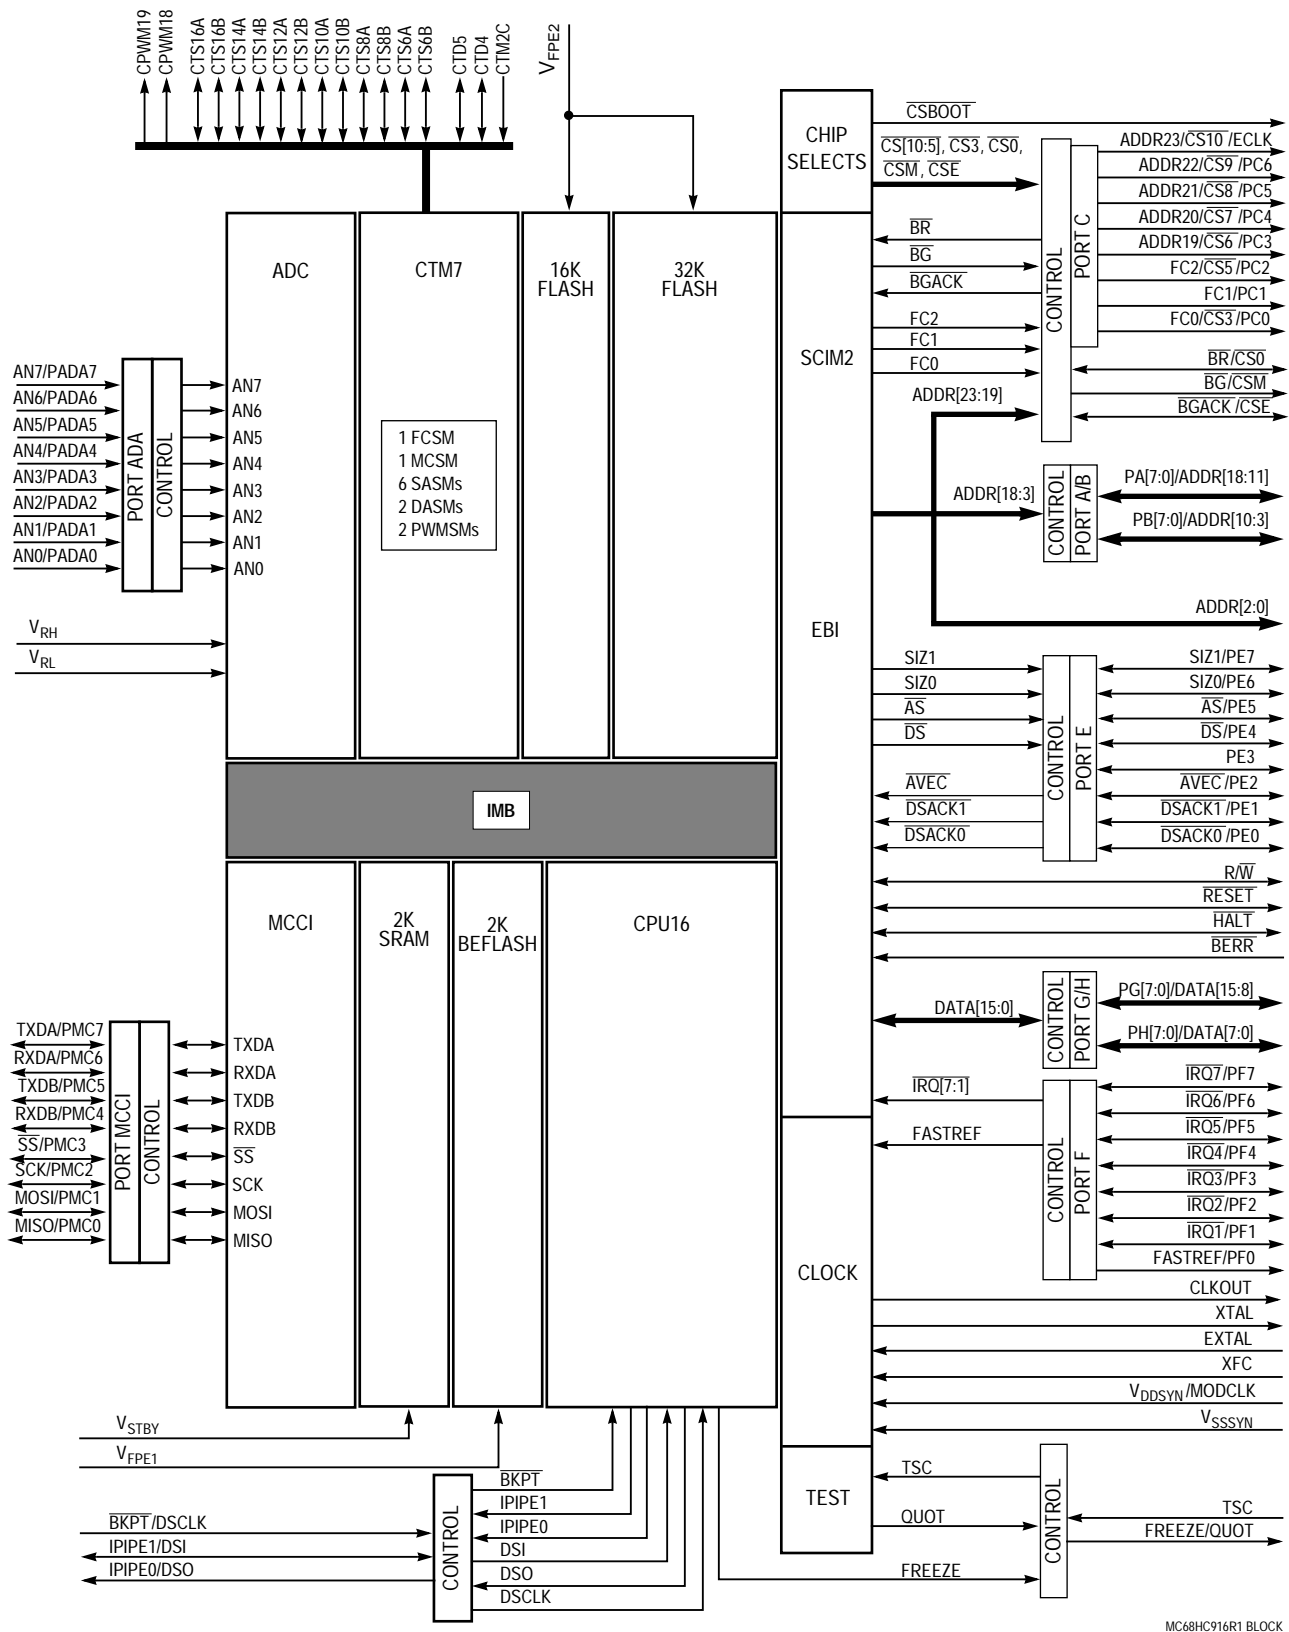 CPWM19
CPWM18
CTS16A
CTS16B
CTS14A
CTS14B
CTS12A
CTS12B
CTS10A
CTS10B
CTS8A
CTS8B
CTS6A
CTS6B
CTD5
CTD4
CTM2C
VFPE2
CHIP
SELECTS
CSBOOT
CS[10:5], CS3, CS0,
CSM, CSE
CONTROL
PORT C
ADDR23/CS10/ECLK
ADDR22/CS9/PC6
ADDR21/CS8/PC5
ADDR20/CS7/PC4
ADDR19/CS6/PC3
FC2/CS5/PC2
FC1/PC1
FC0/CS3/PC0
BR/CS0
BG/CSM
BGACK/CSE
BR
BG
BGACK
FC2
FC1
FC0
ADDR[23:19]
ADC
CTM7
16K
FLASH
32K
FLASH
SCIM2
AN7/PADA7
AN6/PADA6
AN5/PADA5
AN4/PADA4
AN3/PADA3
AN2/PADA2
AN1/PADA1
AN0/PADA0
PORT ADA
CONTROL
AN7
AN6
AN5
AN4
AN3
AN2
AN1
AN0
1 FCSM
1 MCSM
6 SASMs
2 DASMs
2 PWMSMs
ADDR[18:3]
CONTROL
PORT A/B
PA[7:0]/ADDR[18:11]
PB[7:0]/ADDR[10:3]
ADDR[2:0]
VRH
VRL
EBI
SIZ1
SIZ0
AS
DS
AVEC
DSACK1
DSACK0
CONTROL
PORT E
SIZ1/PE7
SIZ0/PE6
AS/PE5
DS/PE4
PE3
AVEC/PE2
DSACK1/PE1
DSACK0/PE0
IMB
R/W
RESET
HALT
BERR
MCCI
2K
SRAM
2K
BEFLASH
CPU16
DATA[15:0]
CONTROL
PORT G/H
PG[7:0]/DATA[15:8]
PH[7:0]/DATA[7:0]
TXDA/PMC7
RXDA/PMC6
TXDB/PMC5
RXDB/PMC4
SS/PMC3
SCK/PMC2
MOSI/PMC1
MISO/PMC0
PORT MCCI
CONTROL
TXDA
RXDA
TXDB
RXDB
SS
SCK
MOSI
MISO
IRQ[7:1]
FASTREF
CONTROL
PORT F
IRQ7/PF7
IRQ6/PF6
IRQ5/PF5
IRQ4/PF4
IRQ3/PF3
IRQ2/PF2
IRQ1/PF1
FASTREF/PF0
CLOCK
CLKOUT
XTAL
EXTAL
XFC
VDDSYN/MODCLK
VSSSYN
VSTBY
VFPE1
BKPT/DSCLK
IPIPE1/DSI
IPIPE0/DSO
CONTROL
BKPT
IPIPE1
IPIPE0
DSI
DSO
DSCLK
TEST
TSC
QUOT
FREEZE
CONTROL
TSC
FREEZE/QUOT
MC68HC916R1 BLOCK